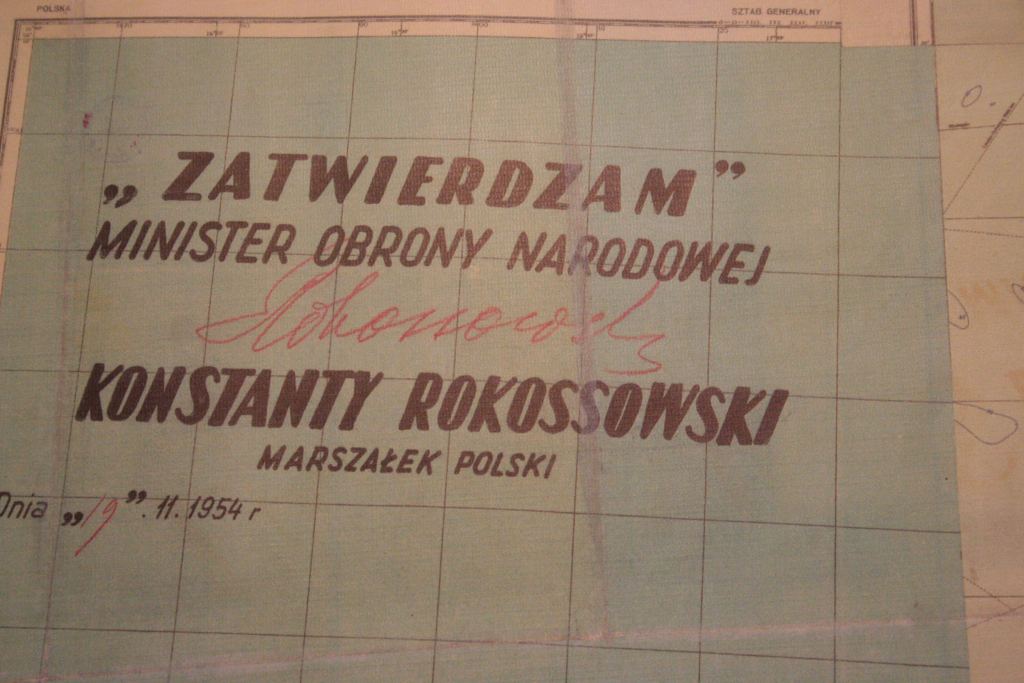 POLSKA
SZTAB GENERALNY
„ZATWIERDZAM”
MINISTER OBRONY NARODOWEJ
Rokossowski
KONSTANTY ROKOSSOWSKI
MARSZAŁEK POLSKI
Dnia „19”. 11. 1954 r